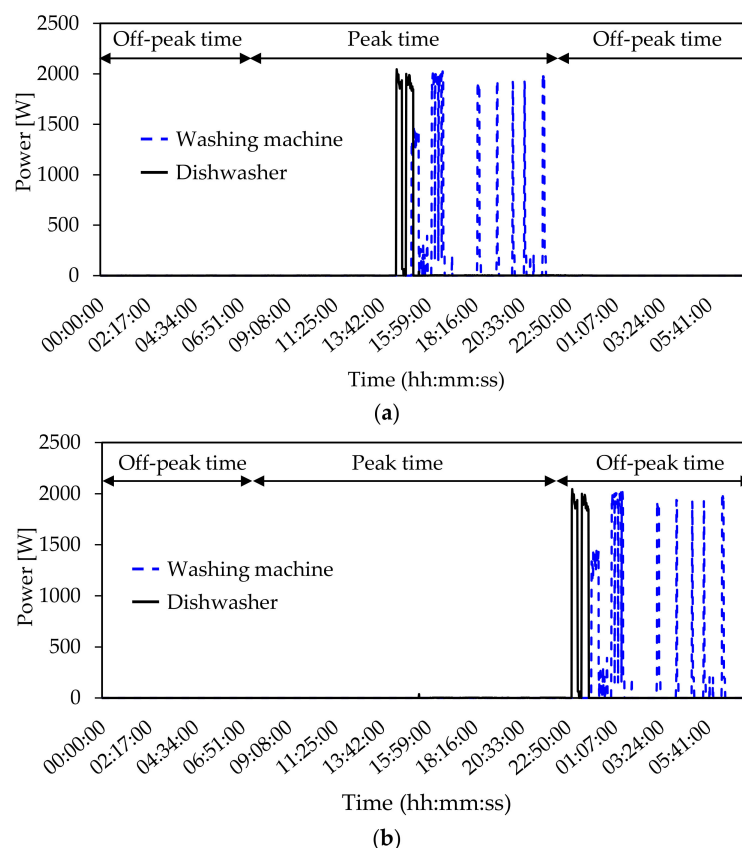 2500
Off-peak time Peak time Off-peak time
2000
1500
Washing machine
Dishwasher
1000
500
0
Power [W]
00:00:00 02:17:00 04:34:00 06:51:00 09:08:00 11:25:00 13:42:00 15:59:00 18:16:00 20:33:00 22:50:00 01:07:00 03:24:00 05:41:00
Time (hh:mm:ss)
(a)
2500
Off-peak time Peak time Off-peak time
2000
1500
Washing machine
Dishwasher
1000
500
0
Power [W]
00:00:00 02:17:00 04:34:00 06:51:00 09:08:00 11:25:00 13:42:00 15:59:00 18:16:00 20:33:00 22:50:00 01:07:00 03:24:00 05:41:00
Time (hh:mm:ss)
(b)